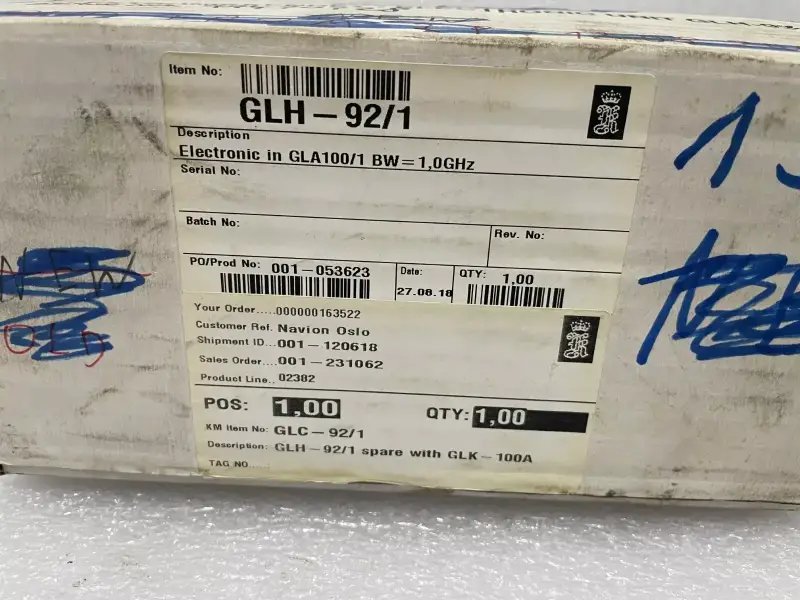 Item No:
GLH-92/1
Description
Electronic in GLA100/1 BW=1,0GHz
Serial No:
Batch No:
Rev. No:
PO/Prod No: 001-053623
Date: 27.08.18
QTY: 1,00
Your Order.....000000163522
Customer Ref. Navion Oslo
Shipment ID...001-120618
Sales Order....001-231062
Product Line.. 02382
POS: 1,00
QTY: 1,00
KM Item No: GLC-92/1
Description: GLH-92/1 spare with GLK-100A
TAG NO......
NEW
OLD